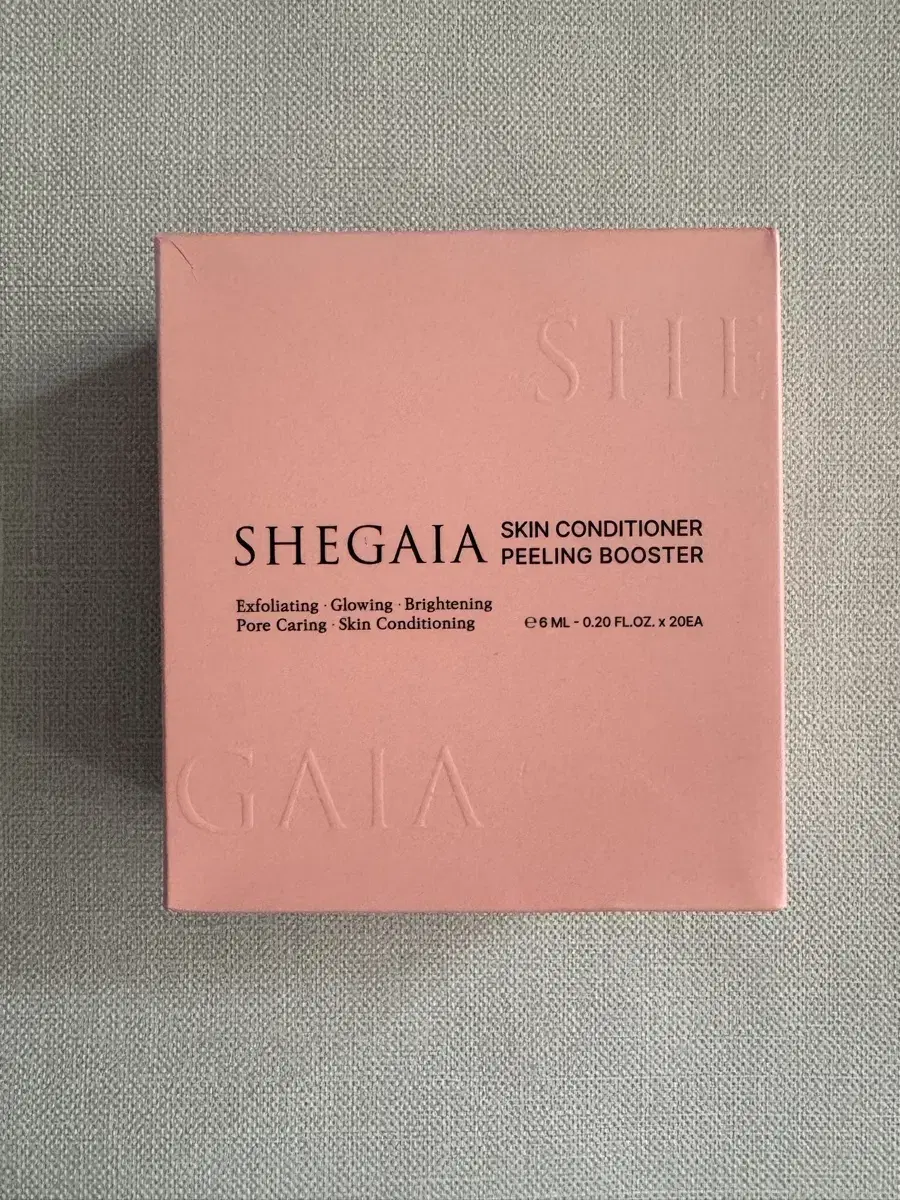 SHE
SHEGAIA SKIN CONDITIONER
PEELING BOOSTER
Exfoliating · Glowing · Brightening
Pore Caring · Skin Conditioning
℮6 ML - 0.20 FL.OZ. x 20EA
GAIA